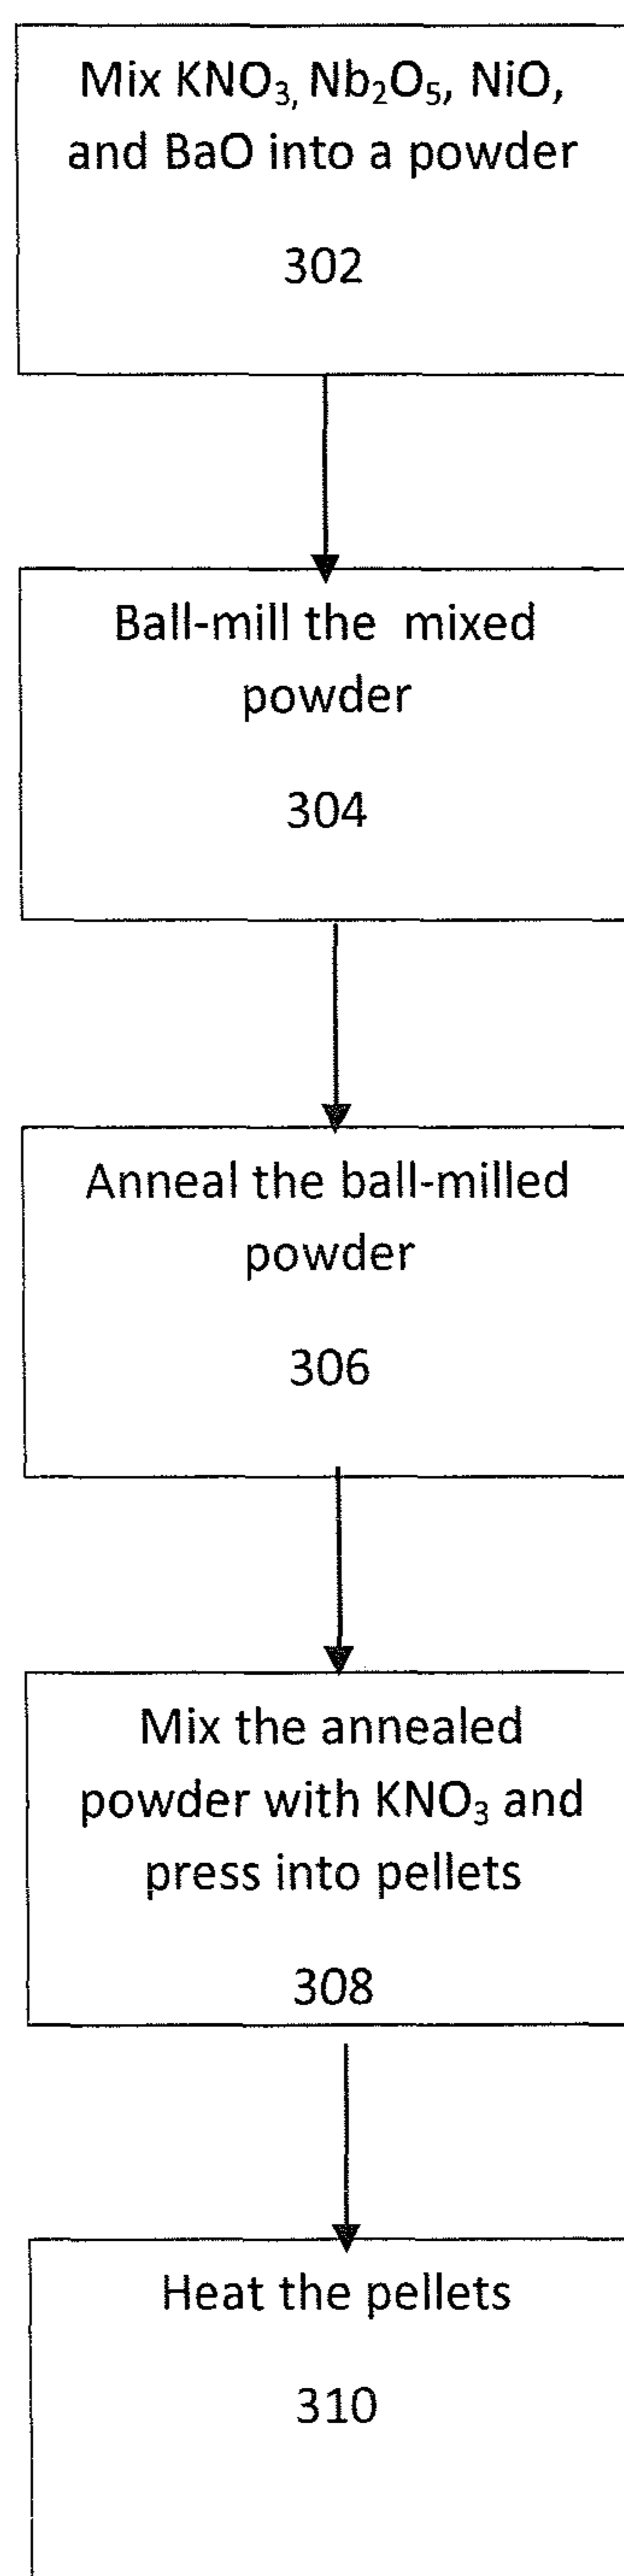 Mix KNO₃, Nb₂O₅, NiO,
and BaO into a powder
302
Ball-mill the mixed
powder
304
Anneal the ball-milled
powder
306
Mix the annealed
powder with KNO₃ and
press into pellets
308
Heat the pellets
310